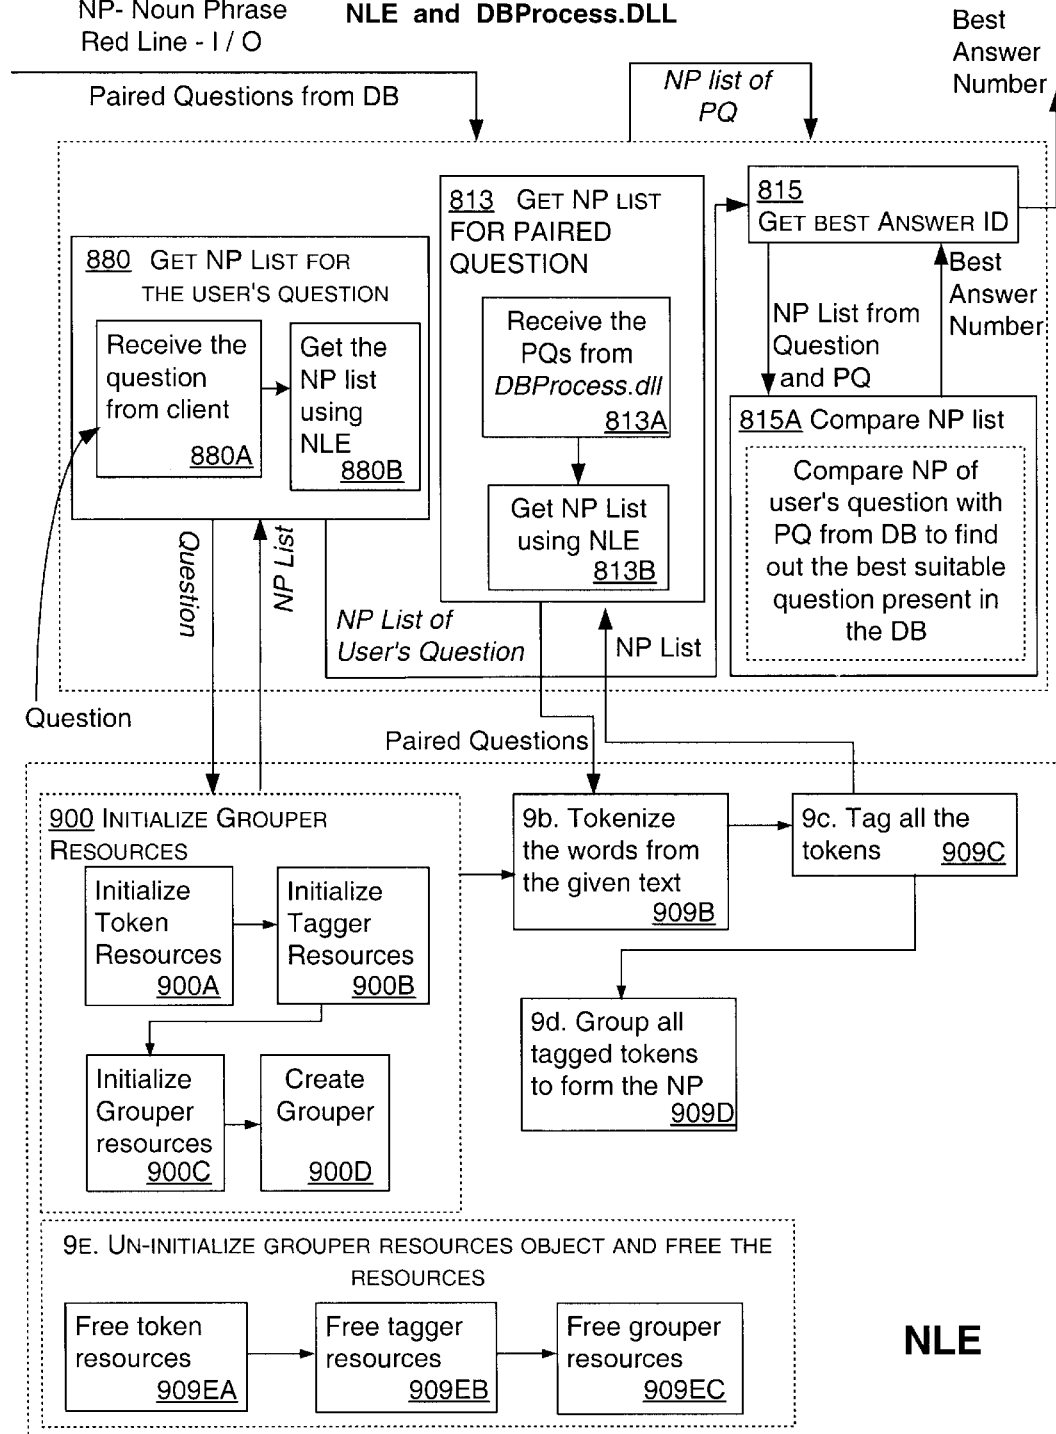 NP- Noun Phrase
Red Line - I / O
NLE and DBProcess.DLL
Best
Answer
Number
Paired Questions from DB
NP list of
PQ
880 GET NP LIST FOR
THE USER'S QUESTION
Receive the
question
from client
880A
Get the
NP list
using
NLE
880B
813 GET NP LIST
FOR PAIRED
QUESTION
Receive the
PQs from
DBProcess.dll
813A
Get NP List
using NLE
813B
815
GET BEST ANSWER ID
NP List from
Question
and PQ
Best
Answer
Number
815A Compare NP list
Compare NP of
user's question with
PQ from DB to find
out the best suitable
question present in
the DB
Question
NP List
NP List of
User's Question
NP List
Question
Paired Questions
900 INITIALIZE GROUPER
RESOURCES
Initialize
Token
Resources
900A
Initialize
Tagger
Resources
900B
Initialize
Grouper
resources
900C
Create
Grouper
900D
9b. Tokenize
the words from
the given text
909B
9c. Tag all the
tokens 909C
9d. Group all
tagged tokens
to form the NP
909D
9E. UN-INITIALIZE GROUPER RESOURCES OBJECT AND FREE THE
RESOURCES
Free token
resources
909EA
Free tagger
resources
909EB
Free grouper
resources
909EC
NLE